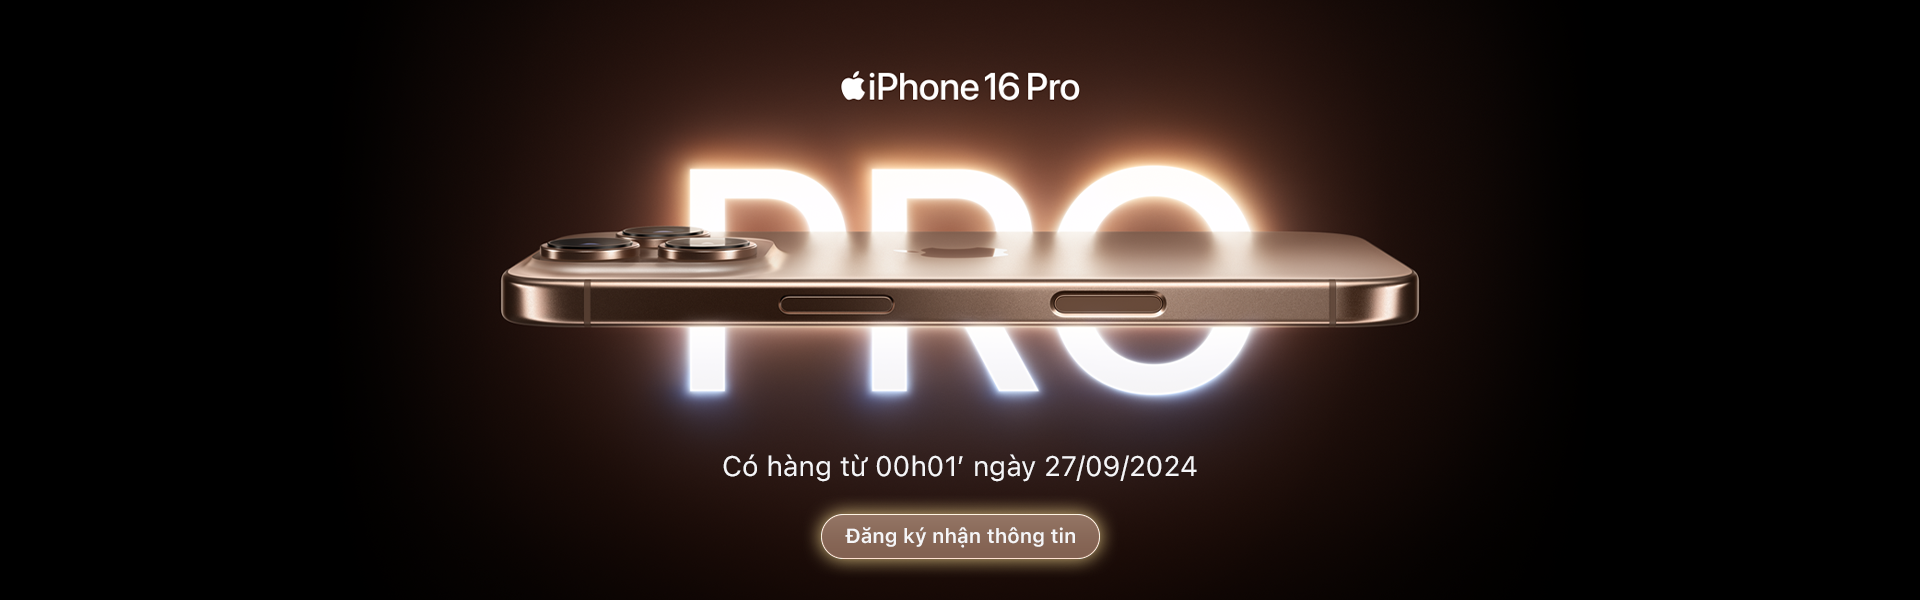 iPhone 16 Pro
PRO
Có hàng từ 00h01’ ngày 27/09/2024
Đăng ký nhận thông tin